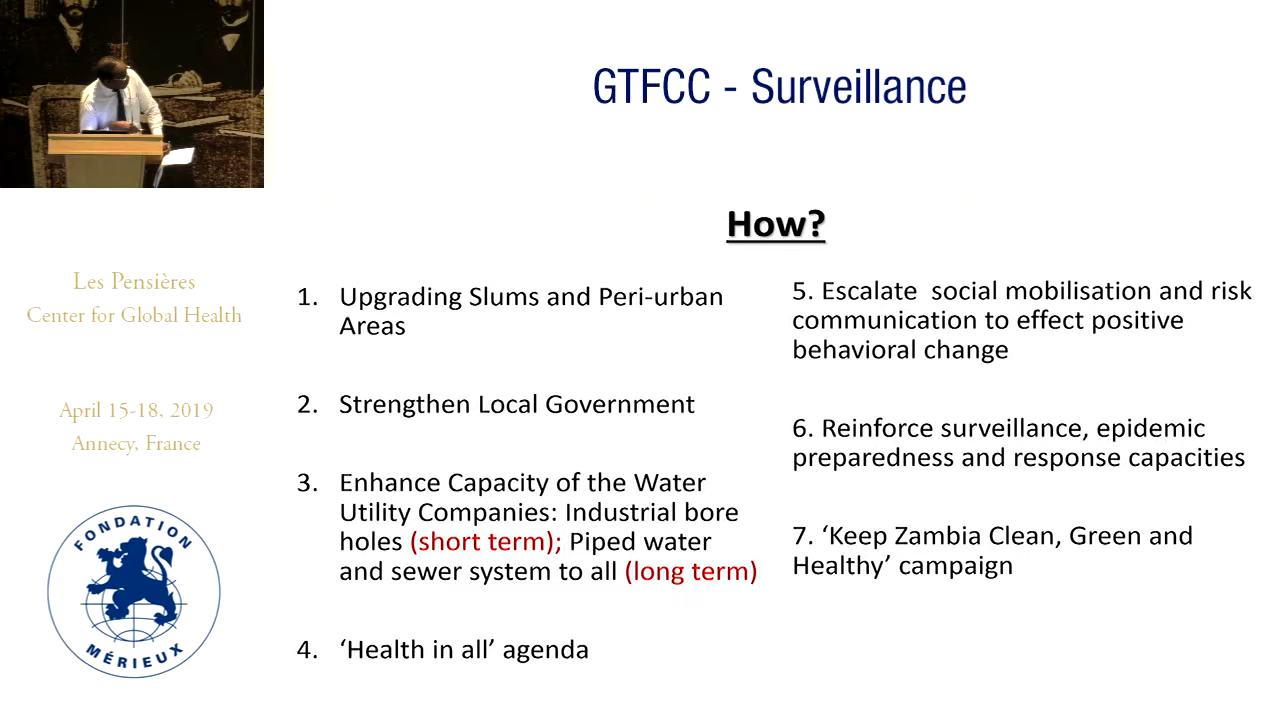 GTFCC - Surveillance
How?
Les Pensières
Center for Global Health
April 15-18, 2019
Annecy, France
FONDATION
MÉRIEUX
1. Upgrading Slums and Peri-urban
Areas
2. Strengthen Local Government
3. Enhance Capacity of the Water
Utility Companies: Industrial bore
holes (short term); Piped water
and sewer system to all (long term)
4. ‘Health in all’ agenda
5. Escalate social mobilisation and risk
communication to effect positive
behavioral change
6. Reinforce surveillance, epidemic
preparedness and response capacities
7. ‘Keep Zambia Clean, Green and
Healthy’ campaign